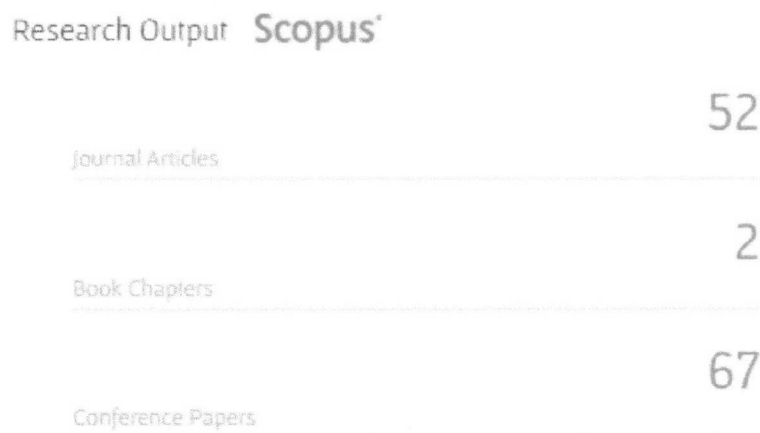 Research Output Scopus®
52
Journal Articles
2
Book Chapters
67
Conference Papers